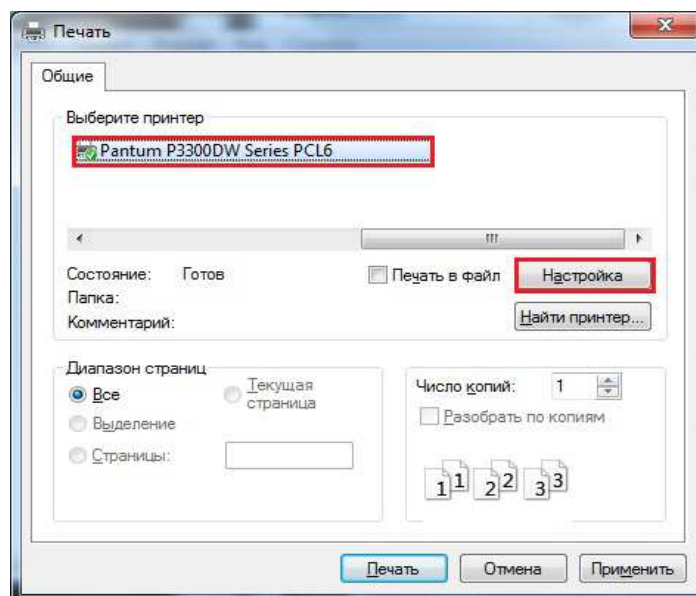 Печать
Общие
Выберите принтер
Pantum P3300DW Series PCL6
Состояние: Готов
Печать в файл
Настройка
Папка:
Комментарий:
Найти принтер...
Диапазон страниц
Все
Текущая страница
Выделение
Страницы:
Число копий: 1
Разобрать по копиям
1 1 2 2 3 3
Печать Отмена Применить